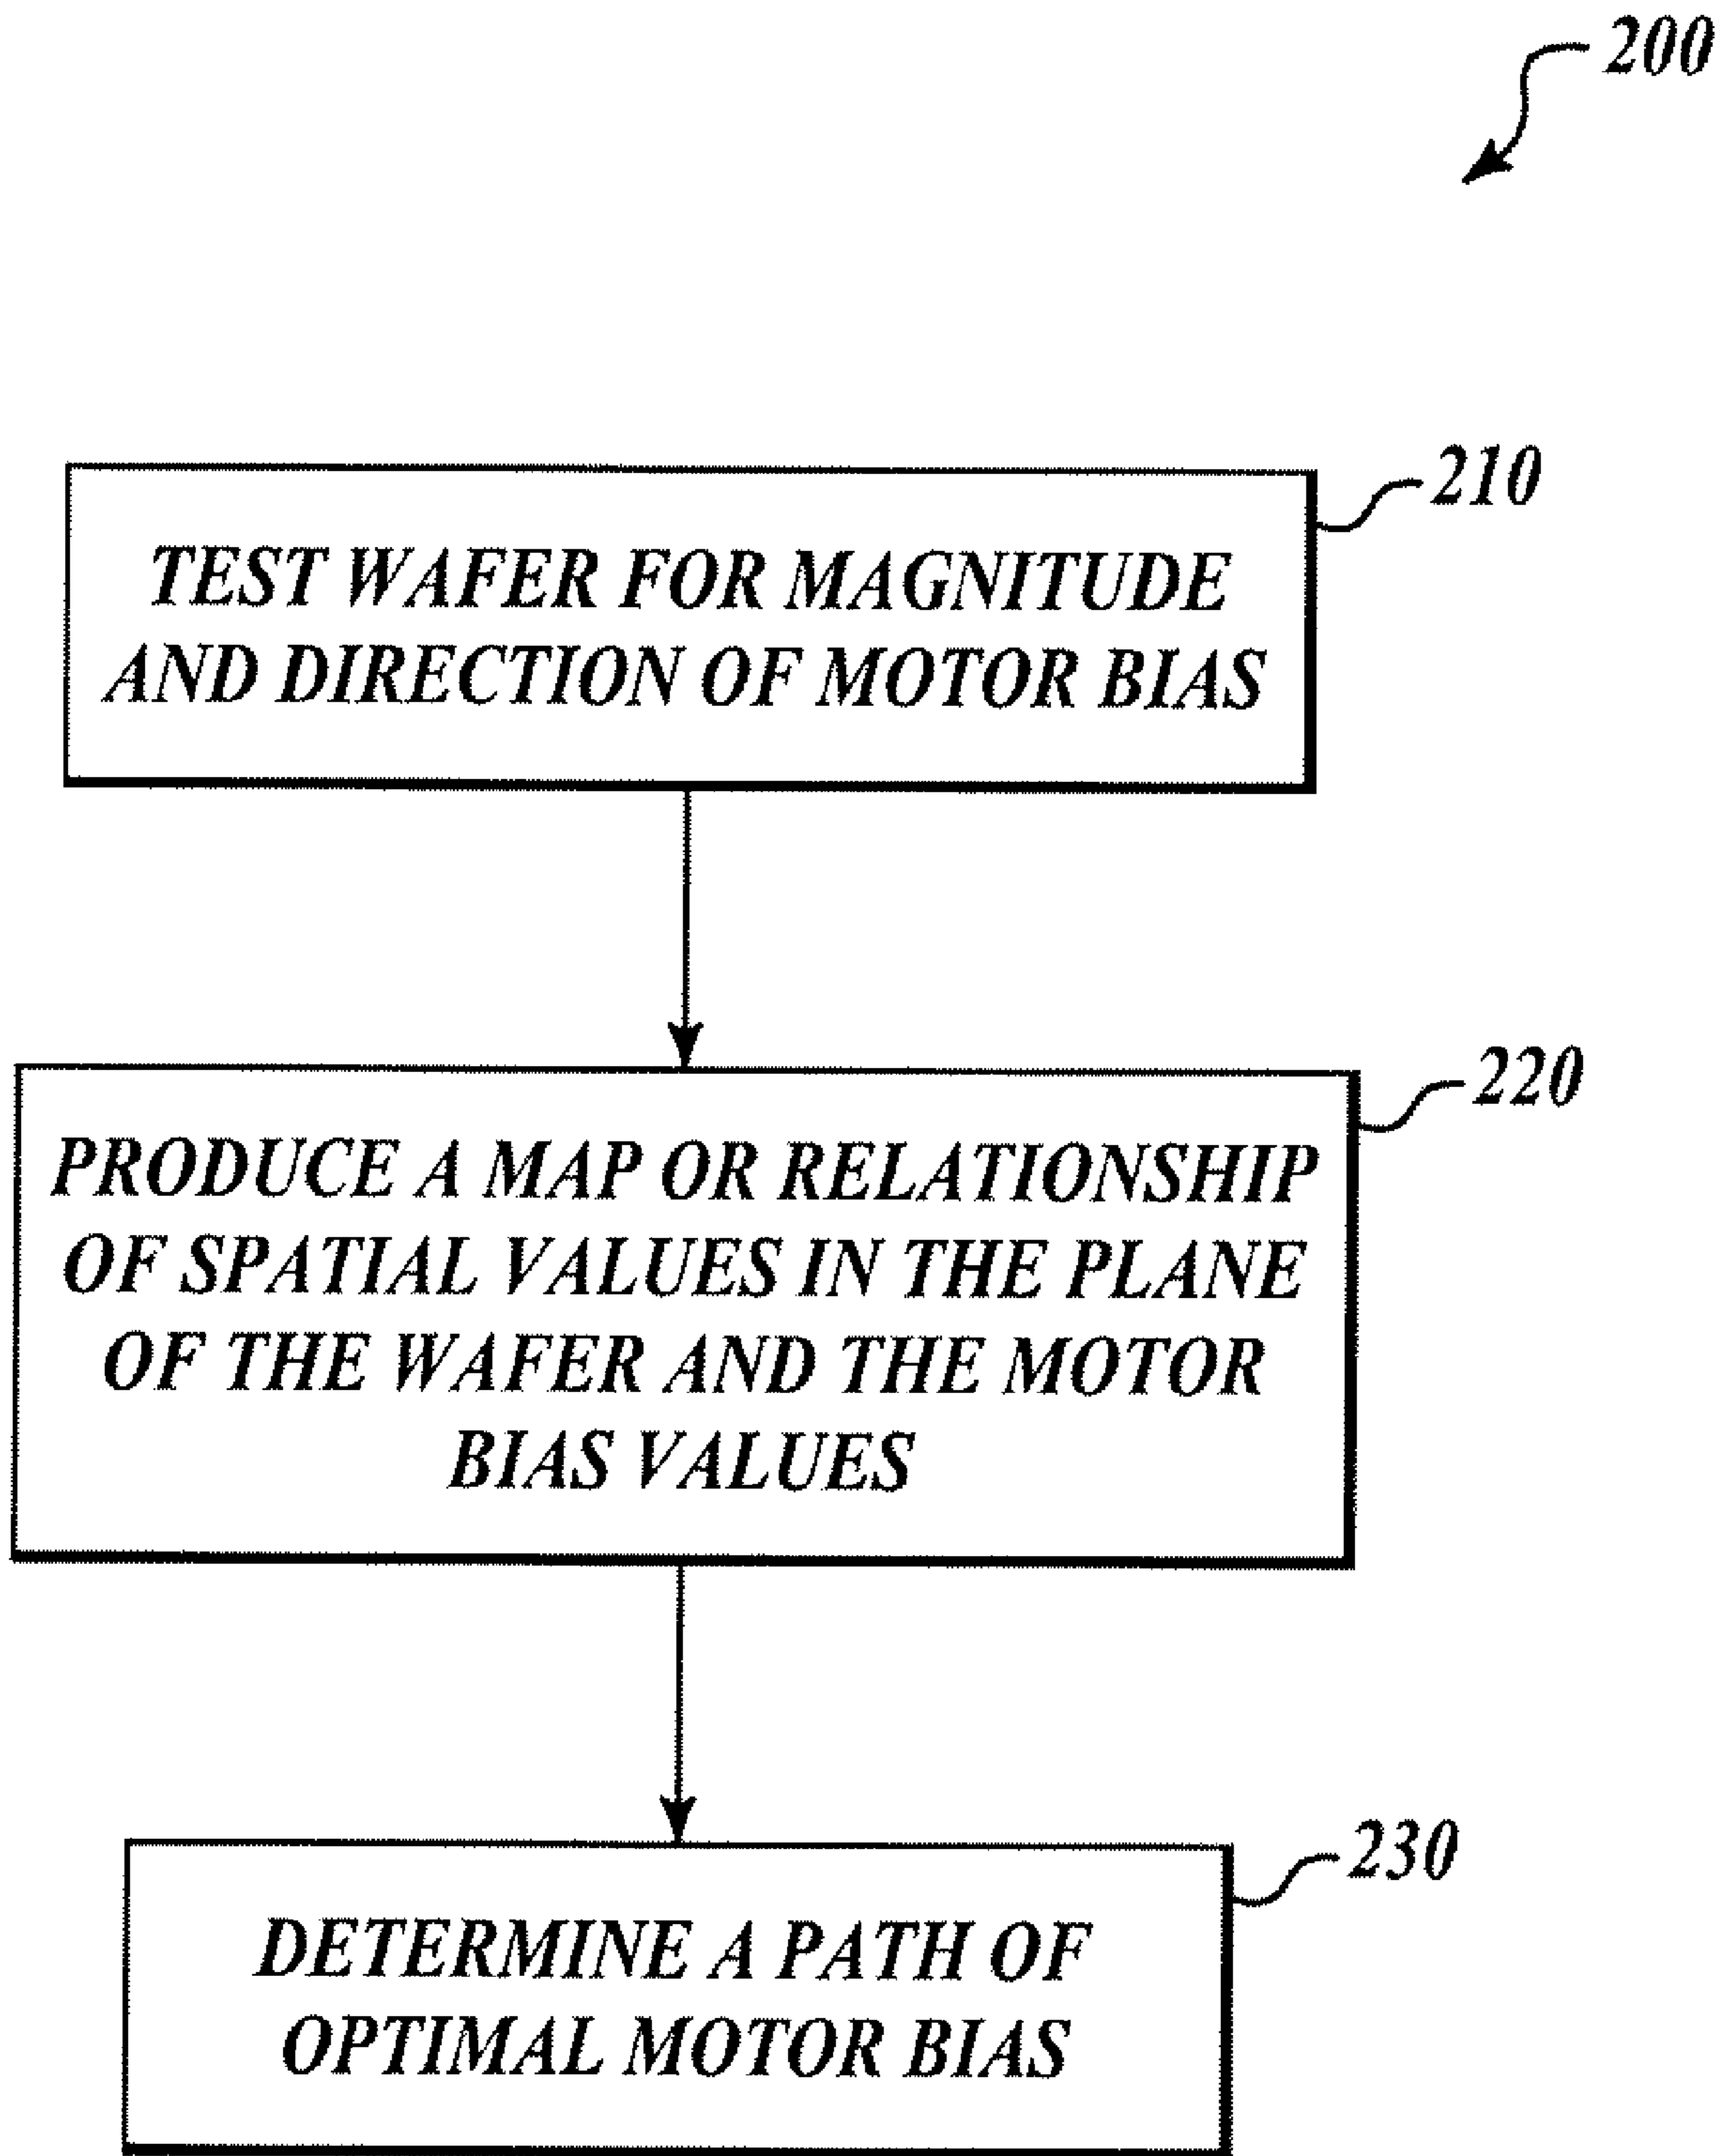 200
210
TEST WAFER FOR MAGNITUDE
AND DIRECTION OF MOTOR BIAS
220
PRODUCE A MAP OR RELATIONSHIP
OF SPATIAL VALUES IN THE PLANE
OF THE WAFER AND THE MOTOR
BIAS VALUES
230
DETERMINE A PATH OF
OPTIMAL MOTOR BIAS